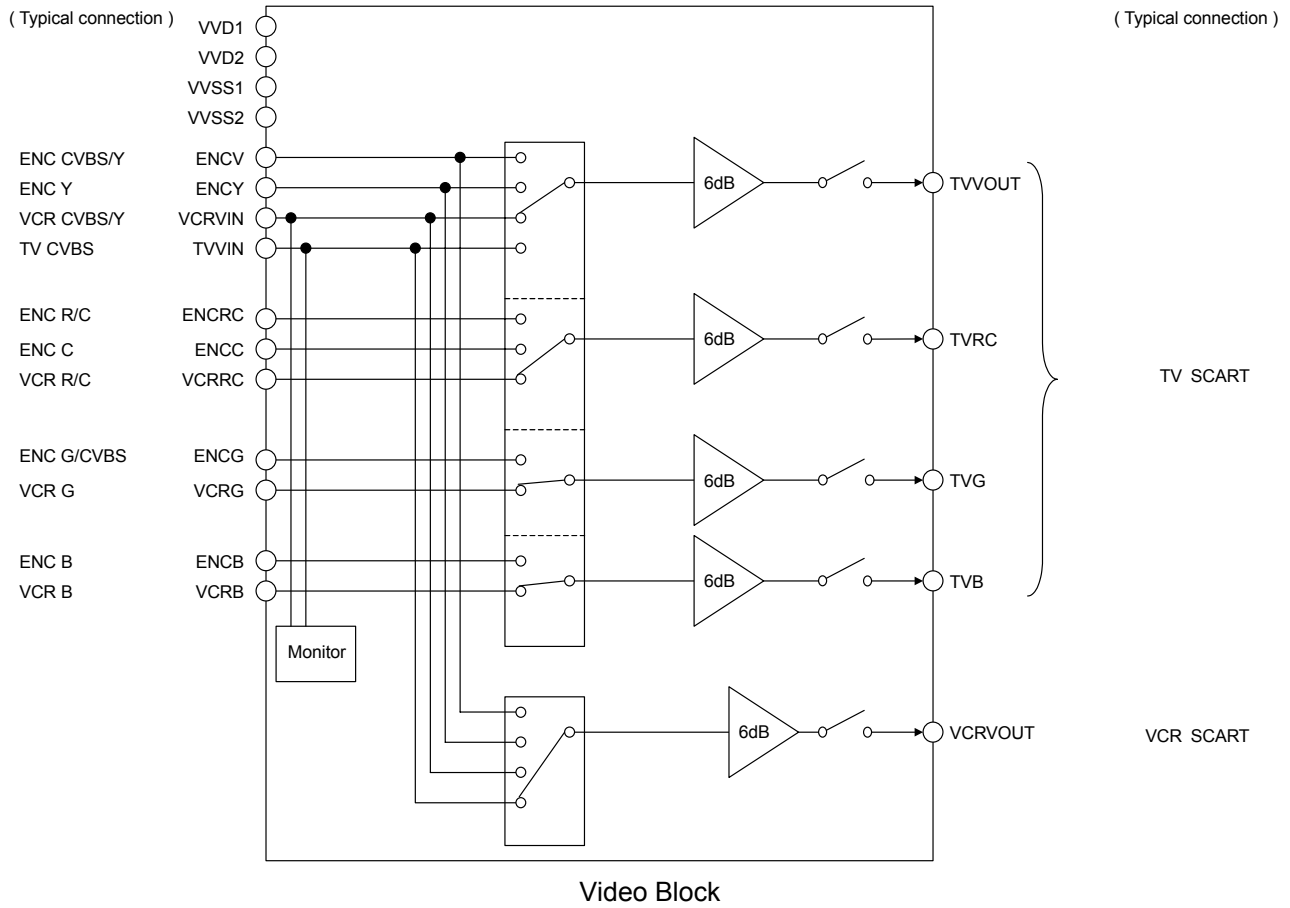 ( Typical connection )
( Typical connection )
VVD1
VVD2
VVSS1
VVSS2
ENC CVBS/Y ENCV
ENC Y ENCY
VCR CVBS/Y VCRVIN
TV CVBS TVVIN
6dB TVVOUT
ENC R/C ENCRC
ENC C ENCC
VCR R/C VCRRC
6dB TVRC
TV SCART
ENC G/CVBS ENCG
VCR G VCRG
6dB TVG
ENC B ENCB
VCR B VCRB
6dB TVB
Monitor
6dB VCRVOUT VCR SCART
Video Block